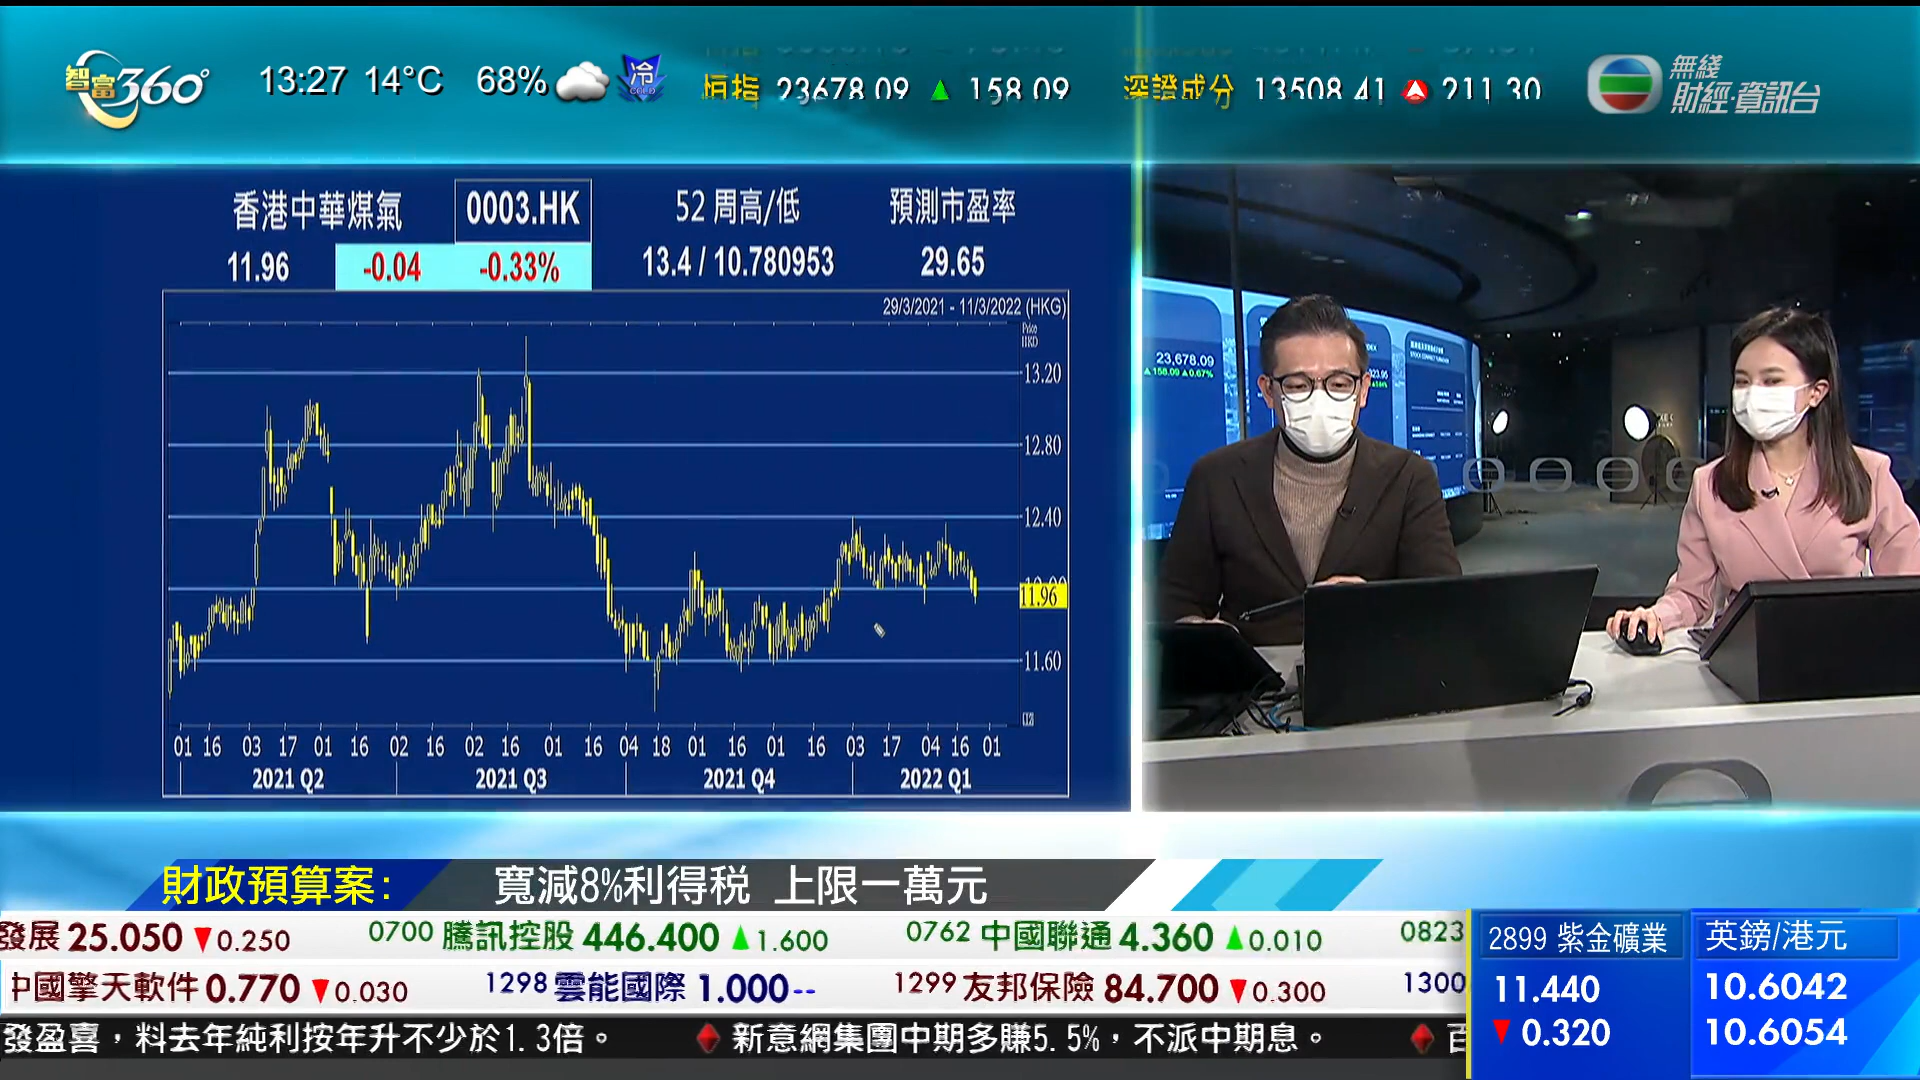 智富360°
13:27 14°C 68%
冷
COLD
恒指 23678.09 ▲ 158.09 深證成分 13508.41 ▲ 211.30
無綫
財經·資訊台
香港中華煤氣 0003.HK 52 周高/低 預測市盈率
11.96 -0.04 -0.33% 13.4 / 10.780953 29.65
29/3/2021 - 11/3/2022 (HKG)
Price
HKD
13.20
12.80
12.40
11.96
11.60
01 16 03 17 01 16 02 16 02 16 01 16 04 18 01 16 01 16 03 17 04 16 01
2021 Q2 2021 Q3 2021 Q4 2022 Q1
23,678.09
▲158.09 ▲0.67%
財政預算案: 寬減8%利得稅 上限一萬元
發展 25.050 ▼0.250 0700 騰訊控股 446.400 ▲1.600 0762 中國聯通 4.360 ▲0.010 0823
中國擎天軟件 0.770 ▼0.030 1298 雲能國際 1.000-- 1299 友邦保險 84.700 ▼0.300 1300
發盈喜，料去年純利按年升不少於1.3倍。 ◆ 新意網集團中期多賺5.5%，不派中期息。 ◆
2899 紫金礦業
11.440
▼ 0.320
英鎊/港元
10.6042
10.6054